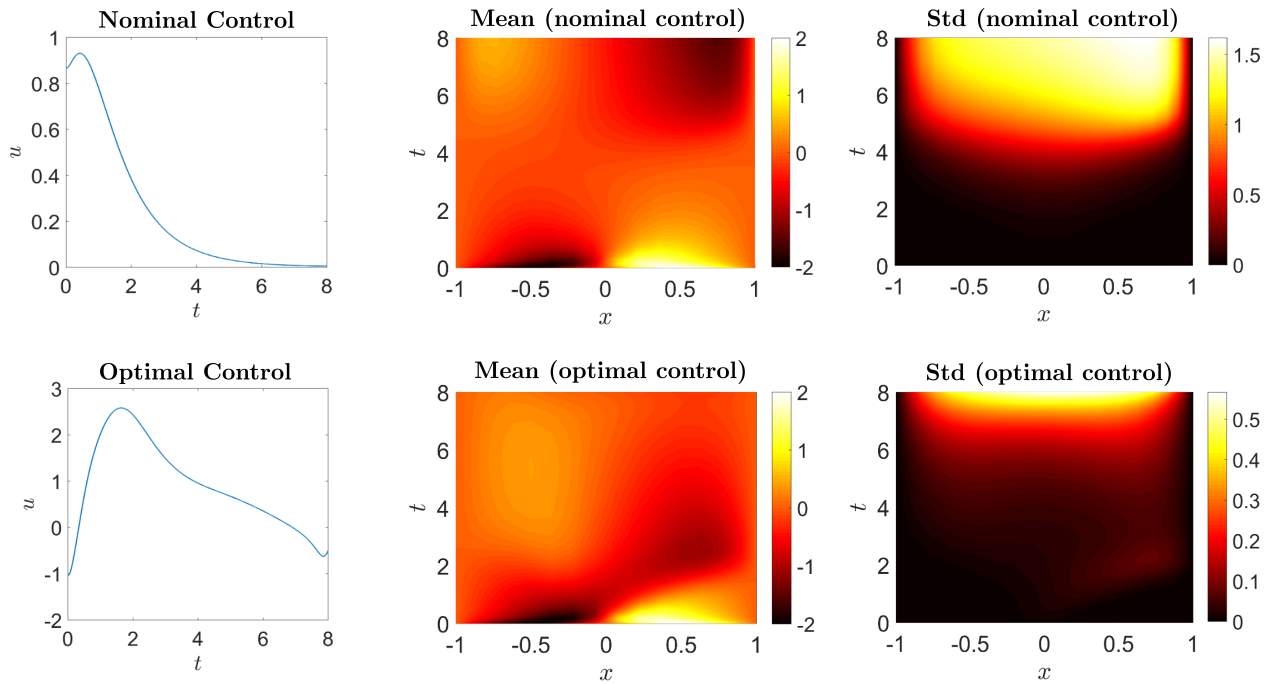 Nominal Control
1
0.8
0.6
0.4
0.2
0
u
0 2 4 6 8
t
Mean (nominal control)
8
6
4
2
0
t
-1 -0.5 0 0.5 1
x
2
1
0
-1
-2
Std (nominal control)
8
6
4
2
0
t
-1 -0.5 0 0.5 1
x
1.5
1
0.5
0
Optimal Control
3
2
1
0
-1
-2
u
0 2 4 6 8
t
Mean (optimal control)
8
6
4
2
0
t
-1 -0.5 0 0.5 1
x
2
1
0
-1
-2
Std (optimal control)
8
6
4
2
0
t
-1 -0.5 0 0.5 1
x
0.5
0.4
0.3
0.2
0.1
0